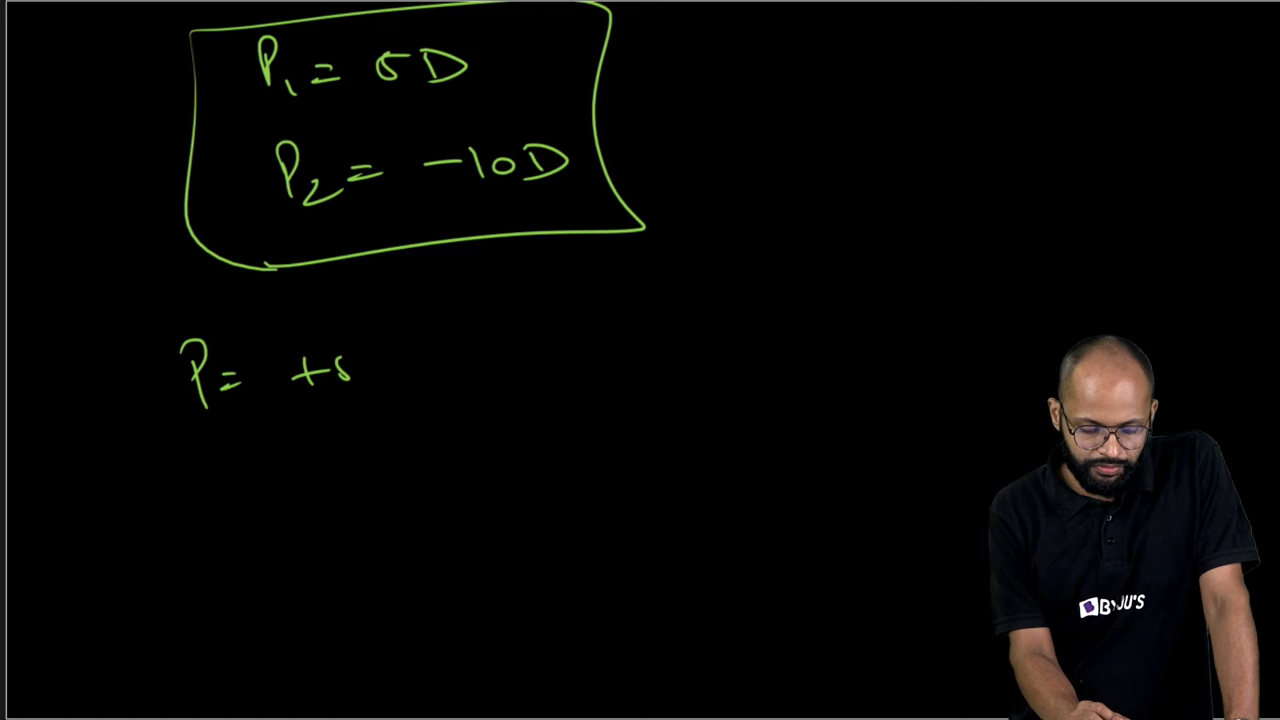 P₁ = 5D
P₂ = -10D
P = +5
BYJU'S